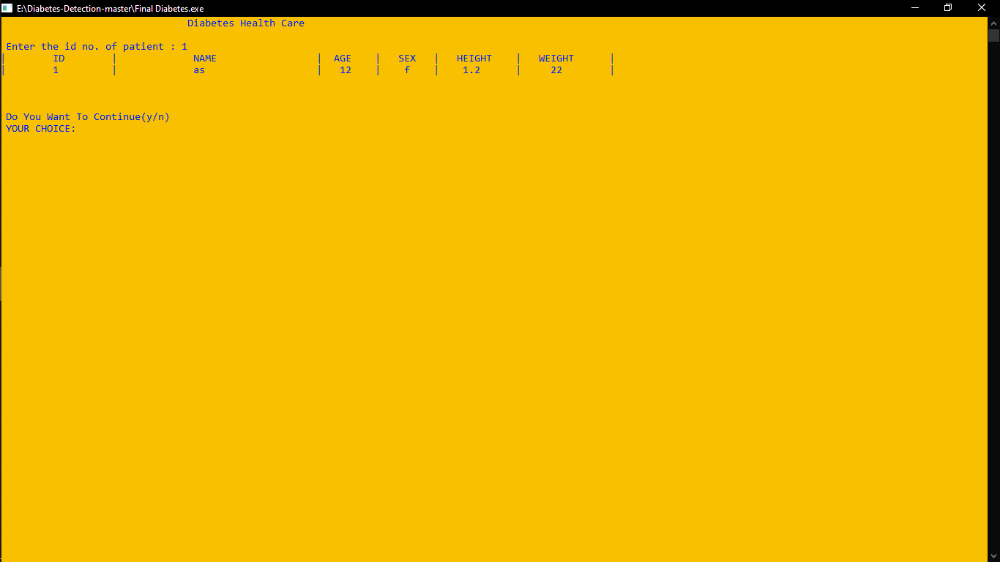 E:\Diabetes-Detection-master\Final Diabetes.exe
Diabetes Health Care
Enter the id no. of patient : 1
| ID | NAME | AGE | SEX | HEIGHT | WEIGHT |
| 1 | as | 12 | f | 1.2 | 22 |
Do You Want To Continue(y/n)
YOUR CHOICE: